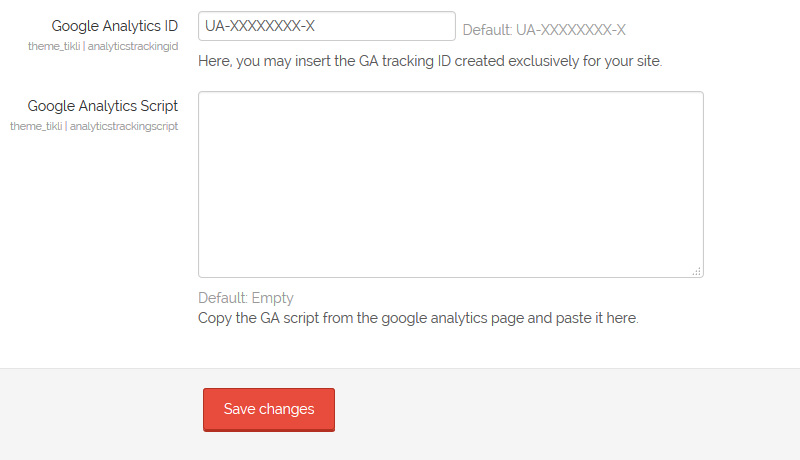 Google Analytics ID
UA-XXXXXXXX-X
Default: UA-XXXXXXXX-X
theme_tikli | analyticstrackingid
Here, you may insert the GA tracking ID created exclusively for your site.
Google Analytics Script
theme_tikli | analyticstrackingscript
Default: Empty
Copy the GA script from the google analytics page and paste it here.
Save changes